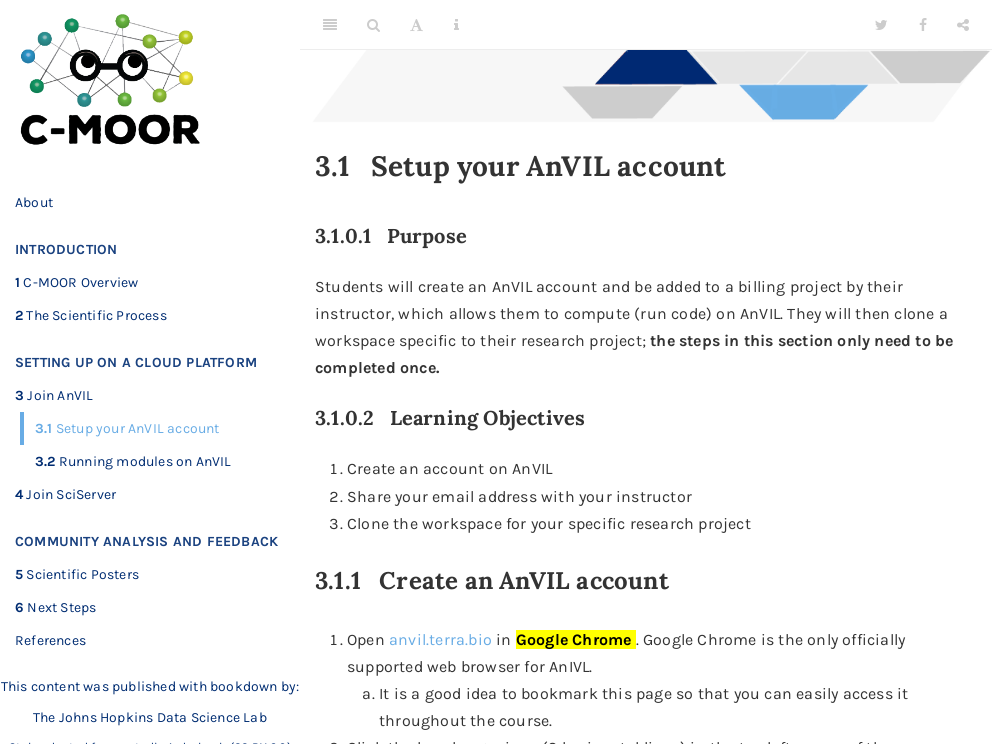 C-MOOR
About
INTRODUCTION
1 C-MOOR Overview
2 The Scientific Process
SETTING UP ON A CLOUD PLATFORM
3 Join AnVIL
3.1 Setup your AnVIL account
3.2 Running modules on AnVIL
4 Join SciServer
COMMUNITY ANALYSIS AND FEEDBACK
5 Scientific Posters
6 Next Steps
References
This content was published with bookdown by:
The Johns Hopkins Data Science Lab
3.1 Setup your AnVIL account
3.1.0.1 Purpose
Students will create an AnVIL account and be added to a billing project by their
instructor, which allows them to compute (run code) on AnVIL. They will then clone a
workspace specific to their research project; the steps in this section only need to be
completed once.
3.1.0.2 Learning Objectives
1. Create an account on AnVIL
2. Share your email address with your instructor
3. Clone the workspace for your specific research project
3.1.1 Create an AnVIL account
1. Open anvil.terra.bio in Google Chrome . Google Chrome is the only officially
supported web browser for AnIVL.
a. It is a good idea to bookmark this page so that you can easily access it
throughout the course.